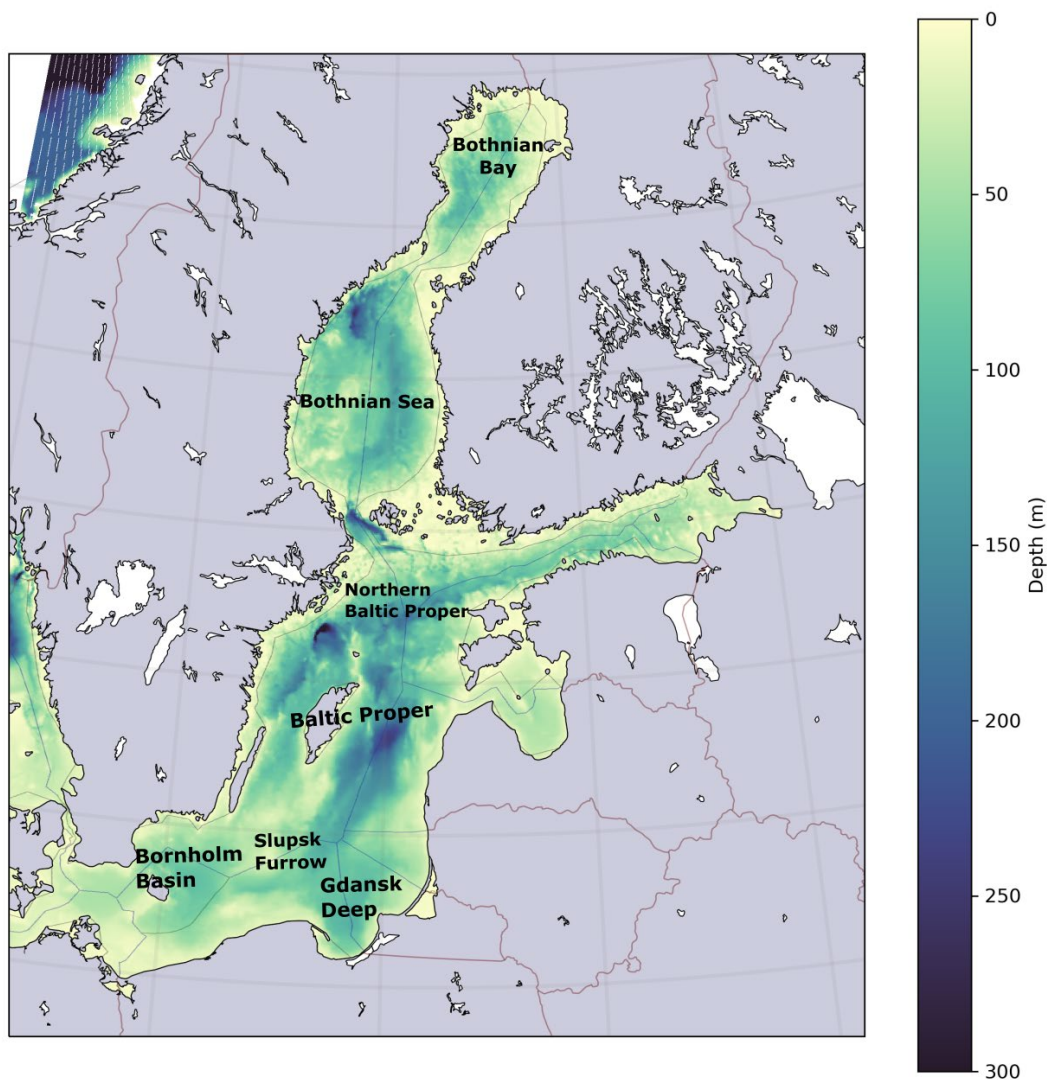 Bothnian
Bay
Bothnian Sea
Northern
Baltic Proper
Baltic Proper
Slupsk
Furrow
Bornholm
Basin
Gdansk
Deep
0
50
100
150
200
250
300
Depth (m)